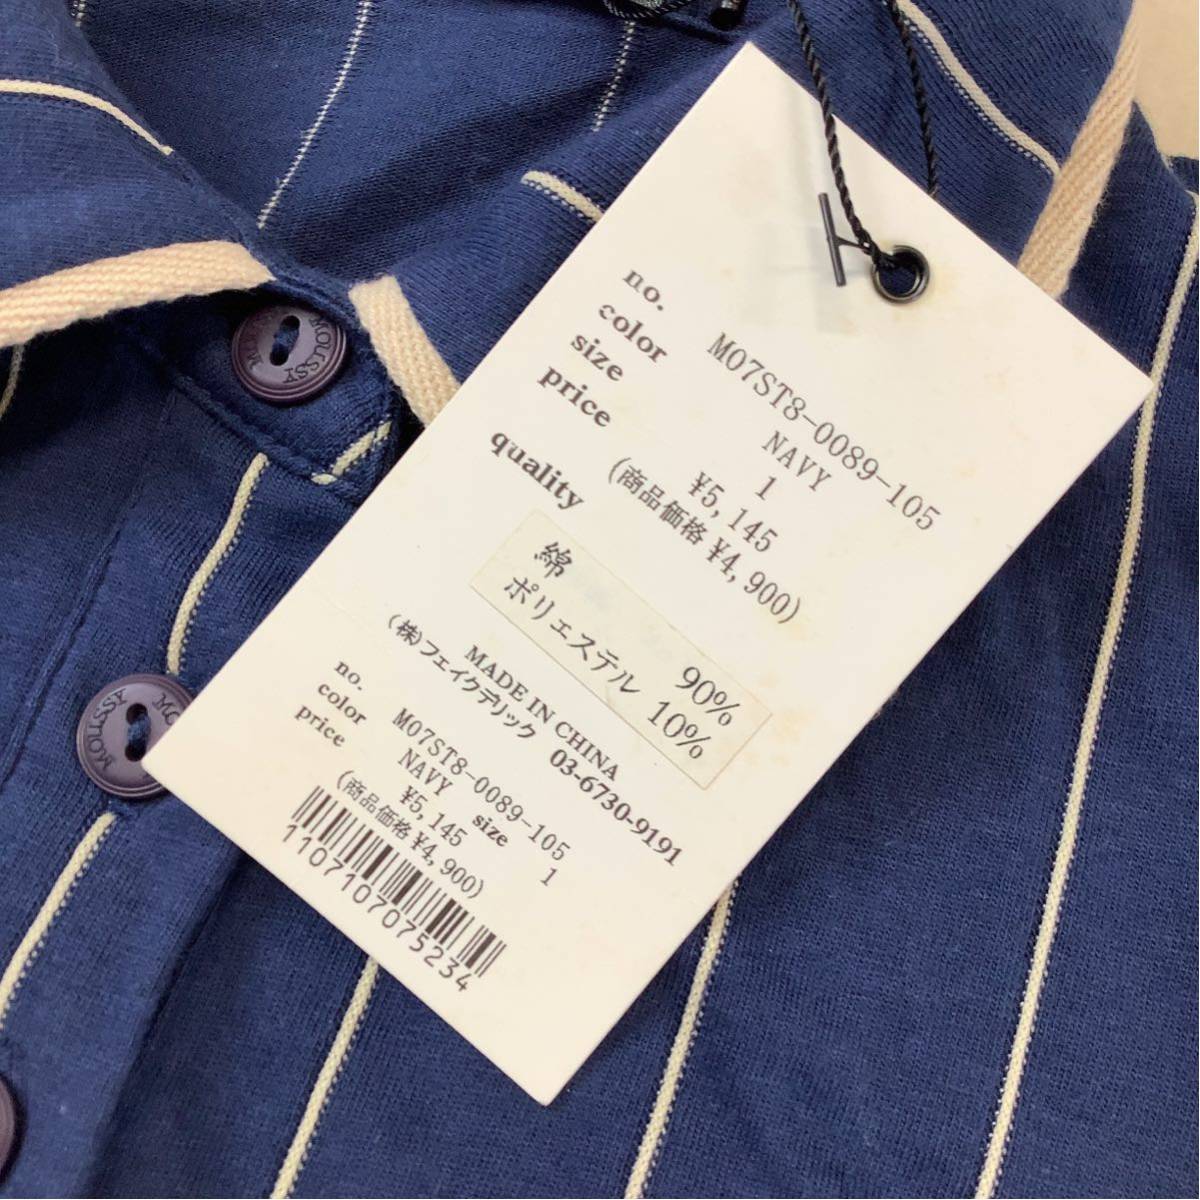 no. M07ST8-0089-105
color NAVY
size 1
price ¥5,145
(商品価格 ¥4,900)
quality
綿 90%
ポリエステル 10%
MADE IN CHINA
(株)フェイクデリック 03-6730-9191
no. M07ST8-0089-105
color NAVY size 1
price ¥5,145
(商品価格 ¥4,900)
1107107075234
MOUSSY
MOUSSY
MOUSSY